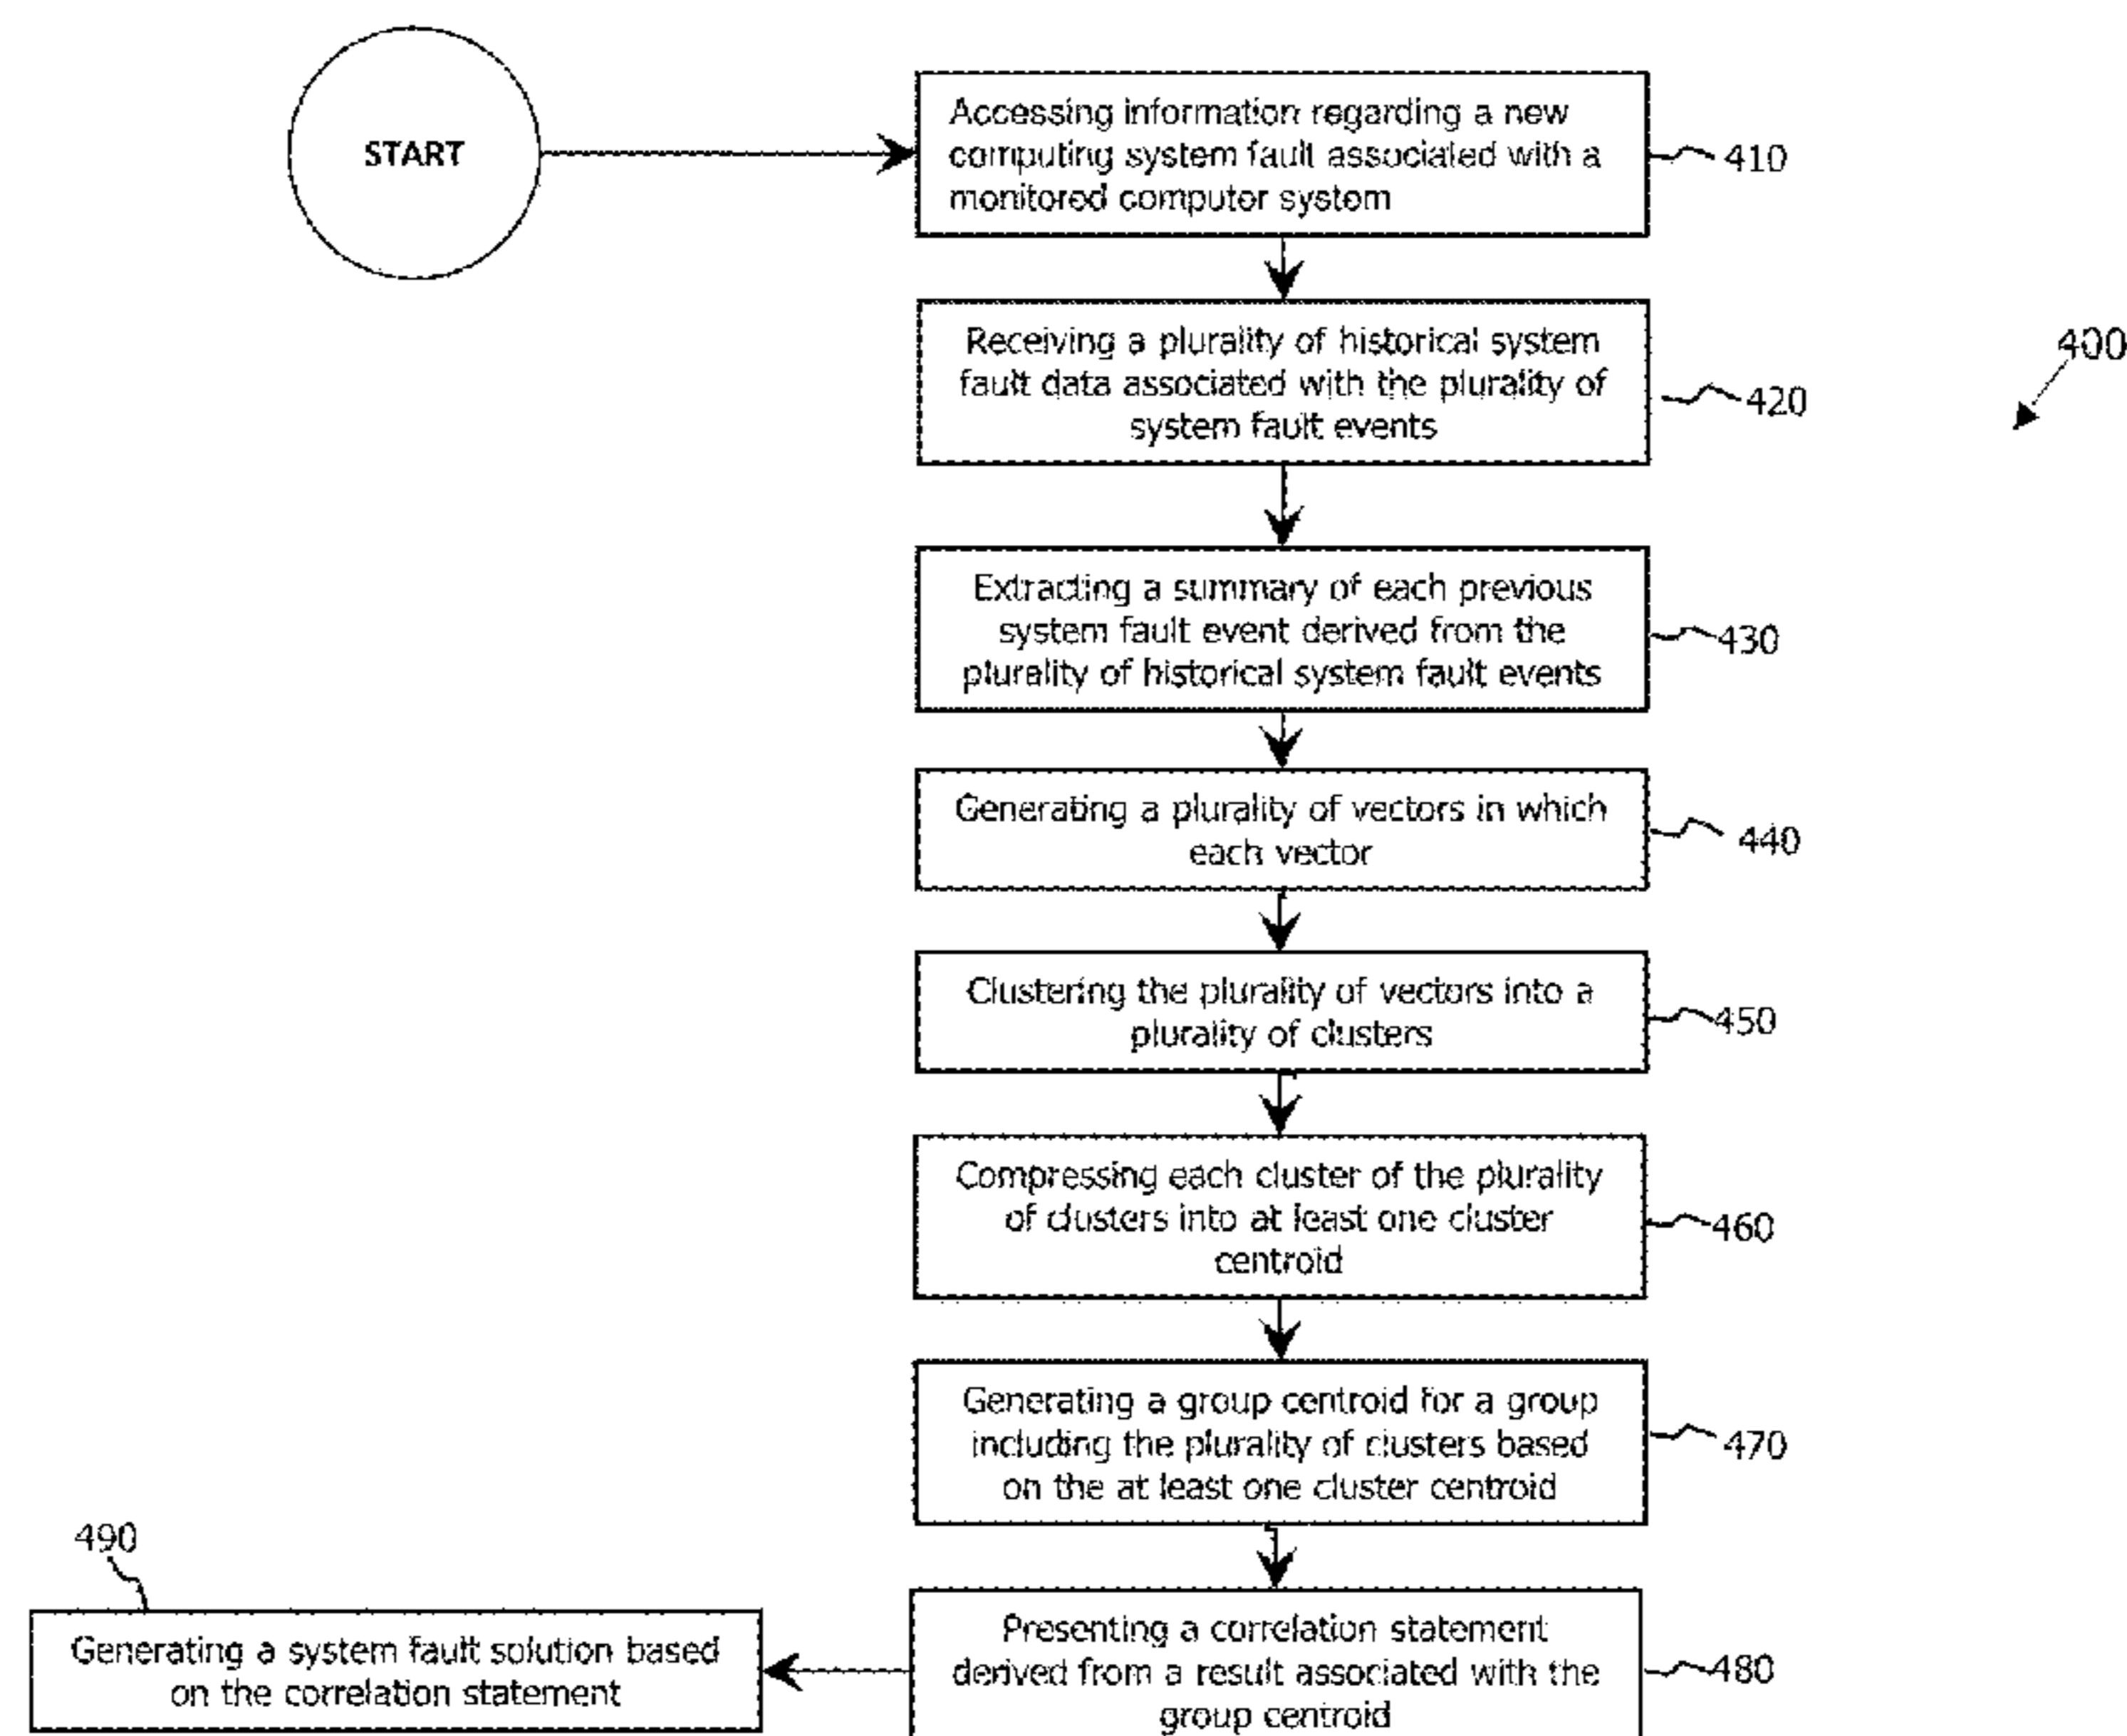 START
Accessing information regarding a new
computing system fault associated with a
monitored computer system
410
Receiving a plurality of historical system
fault data associated with the plurality of
system fault events
420
400
Extracting a summary of each previous
system fault event derived from the
plurality of historical system fault events
430
Generating a plurality of vectors in which
each vector
440
Clustering the plurality of vectors into a
plurality of clusters
450
Compressing each cluster of the plurality
of clusters into at least one cluster
centroid
460
Generating a group centroid for a group
including the plurality of clusters based
on the at least one cluster centroid
470
Presenting a correlation statement
derived from a result associated with the
group centroid
480
490
Generating a system fault solution based
on the correlation statement